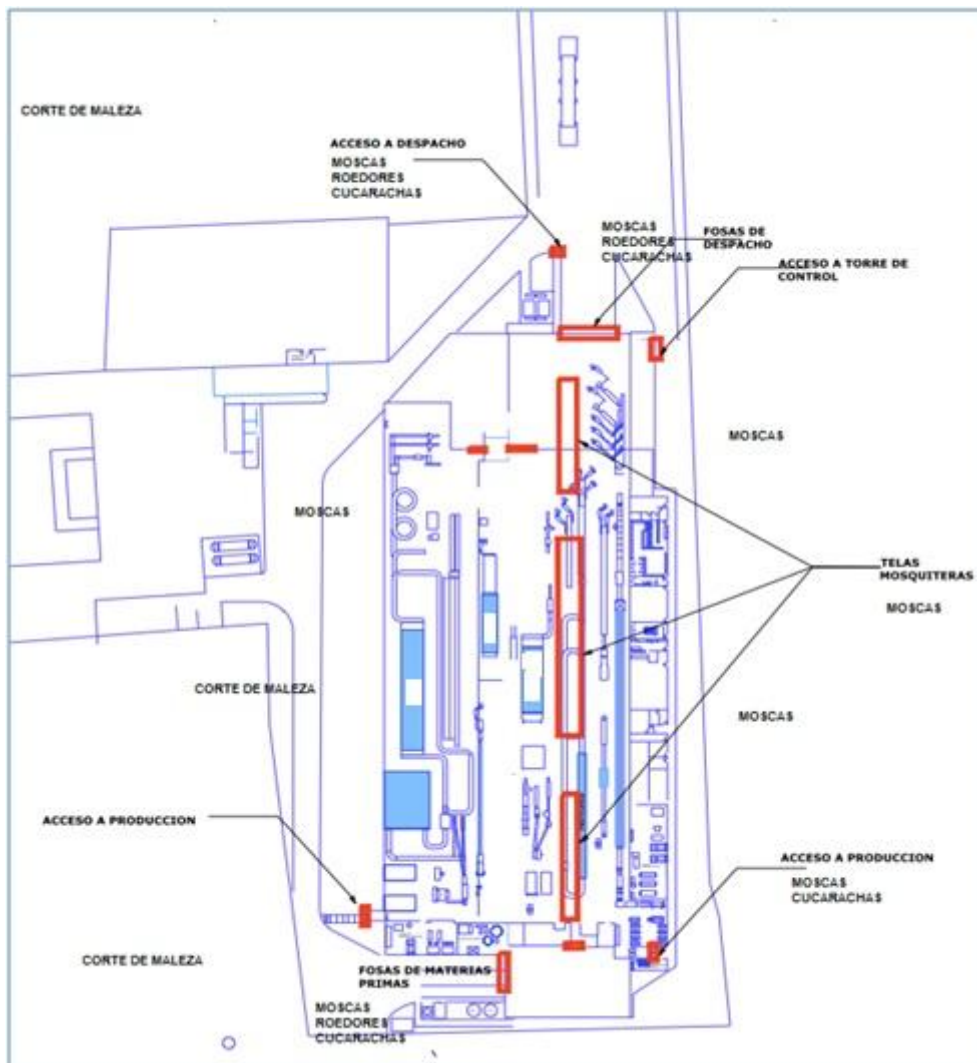 CORTE DE MALEZA
ACCESO A DESPACHO
MOSCAS
ROEDORES
CUCARACHAS
MOSCAS
ROEDORES
CUCARACHAS
FOSAS DE
DESPACHO
ACCESO A TORRE DE
CONTROL
MOSCAS
MOSCAS
TELAS
MOSQUITERAS
MOSCAS
CORTE DE MALEZA
MOSCAS
ACCESO A PRODUCCION
ACCESO A PRODUCCION
MOSCAS
CUCARACHAS
CORTE DE MALEZA
FOSAS DE MATERIAS
PRIMAS
MOSCAS
ROEDORES
CUCARACHAS